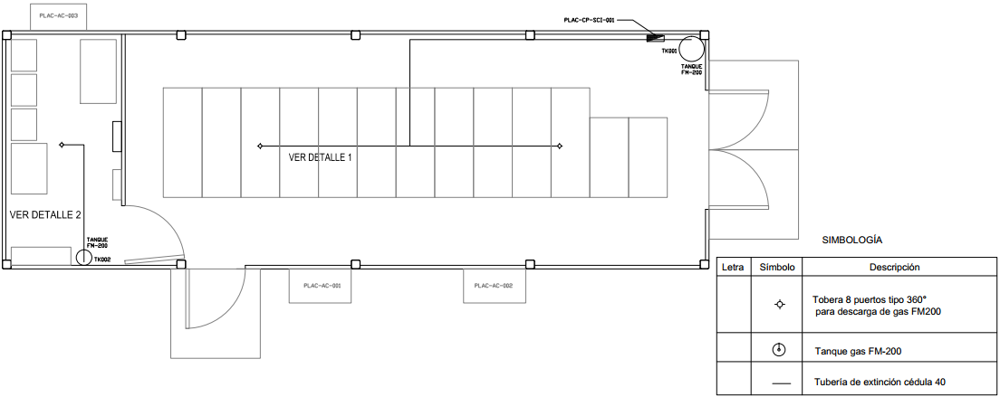 PLAC-AC-003
PLAC-CP-SCI-001
TK001
TANQUE
FM-200
VER DETALLE 1
VER DETALLE 2
TANQUE
FM-200
TK002
PLAC-AC-001
PLAC-AC-002
SIMBOLOGÍA
Letra Símbolo Descripción
Tobera 8 puertos tipo 360°
para descarga de gas FM200
Tanque gas FM-200
Tubería de extinción cédula 40